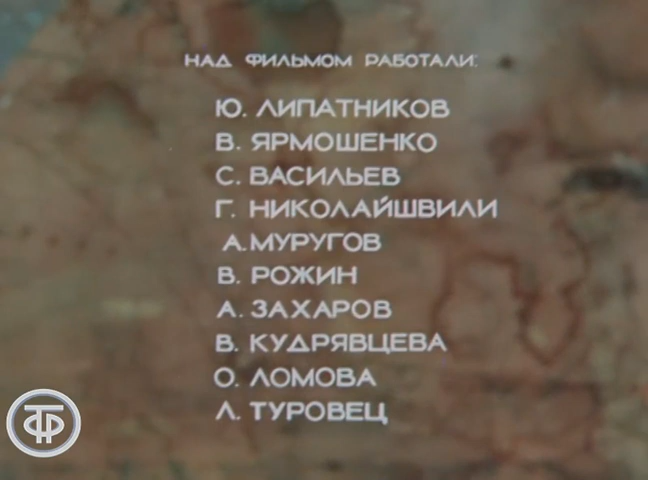 НАД ФИЛЬМОМ РАБОТАЛИ:
Ю. ЛИПАТНИКОВ
В. ЯРМОШЕНКО
С. ВАСИЛЬЕВ
Г. НИКОЛАЙШВИЛИ
А. МУРУГОВ
В. РОЖИН
А. ЗАХАРОВ
В. КУДРЯВЦЕВА
О. ЛОМОВА
Л. ТУРОВЕЦ